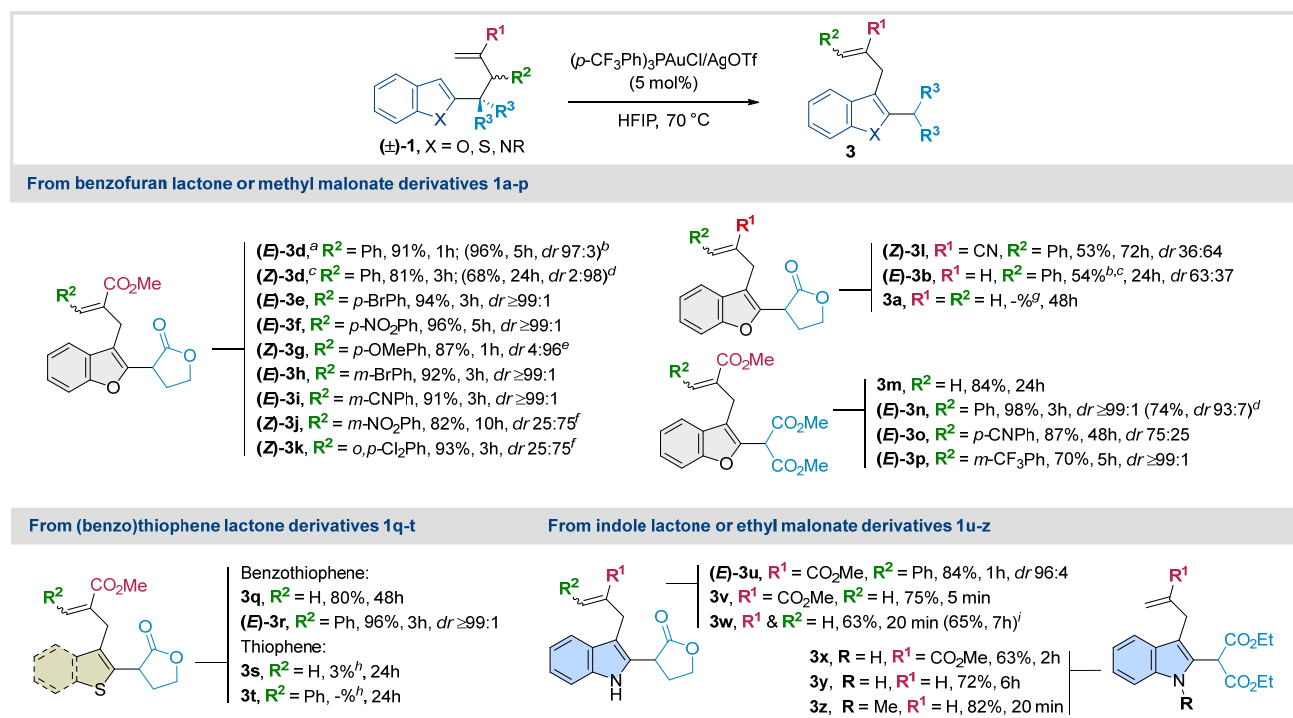 R¹
R²
R³
R³
X
(±)-1, X = O, S, NR
(p-CF₃Ph)₃PAuCl/AgOTf
(5 mol%)
HFIP, 70 °C
R²
R¹
R³
R³
X
3
From benzofuran lactone or methyl malonate derivatives 1a-p
R²
CO₂Me
O
O
O
(E)-3d,ᵃ R² = Ph, 91%, 1h; (96%, 5h, dr 97:3)ᵇ
(Z)-3d,ᶜ R² = Ph, 81%, 3h; (68%, 24h, dr 2:98)ᵈ
(E)-3e, R² = p-BrPh, 94%, 3h, dr ≥99:1
(E)-3f, R² = p-NO₂Ph, 96%, 5h, dr ≥99:1
(Z)-3g, R² = p-OMePh, 87%, 1h, dr 4:96ᵉ
(E)-3h, R² = m-BrPh, 92%, 3h, dr ≥99:1
(E)-3i, R² = m-CNPh, 91%, 3h, dr ≥99:1
(Z)-3j, R² = m-NO₂Ph, 82%, 10h, dr 25:75ᶠ
(Z)-3k, R² = o,p-Cl₂Ph, 93%, 3h, dr 25:75ᶠ
R²
R¹
O
O
O
(Z)-3l, R¹ = CN, R² = Ph, 53%, 72h, dr 36:64
(E)-3b, R¹ = H, R² = Ph, 54%ᵇ,ᶜ, 24h, dr 63:37
3a, R¹ = R² = H, -%ᵍ, 48h
R²
CO₂Me
O
CO₂Me
CO₂Me
3m, R² = H, 84%, 24h
(E)-3n, R² = Ph, 98%, 3h, dr ≥99:1 (74%, dr 93:7)ᵈ
(E)-3o, R² = p-CNPh, 87%, 48h, dr 75:25
(E)-3p, R² = m-CF₃Ph, 70%, 5h, dr ≥99:1
From (benzo)thiophene lactone derivatives 1q-t
R²
CO₂Me
O
O
S
Benzothiophene:
3q, R² = H, 80%, 48h
(E)-3r, R² = Ph, 96%, 3h, dr ≥99:1
Thiophene:
3s, R² = H, 3%ʰ, 24h
3t, R² = Ph, -%ʰ, 24h
From indole lactone or ethyl malonate derivatives 1u-z
R²
R¹
O
O
N
H
(E)-3u, R¹ = CO₂Me, R² = Ph, 84%, 1h, dr 96:4
3v, R¹ = CO₂Me, R² = H, 75%, 5 min
3w, R¹ & R² = H, 63%, 20 min (65%, 7h)ⁱ
3x, R = H, R¹ = CO₂Me, 63%, 2h
3y, R = H, R¹ = H, 72%, 6h
3z, R = Me, R¹ = H, 82%, 20 min
R¹
CO₂Et
CO₂Et
N
R